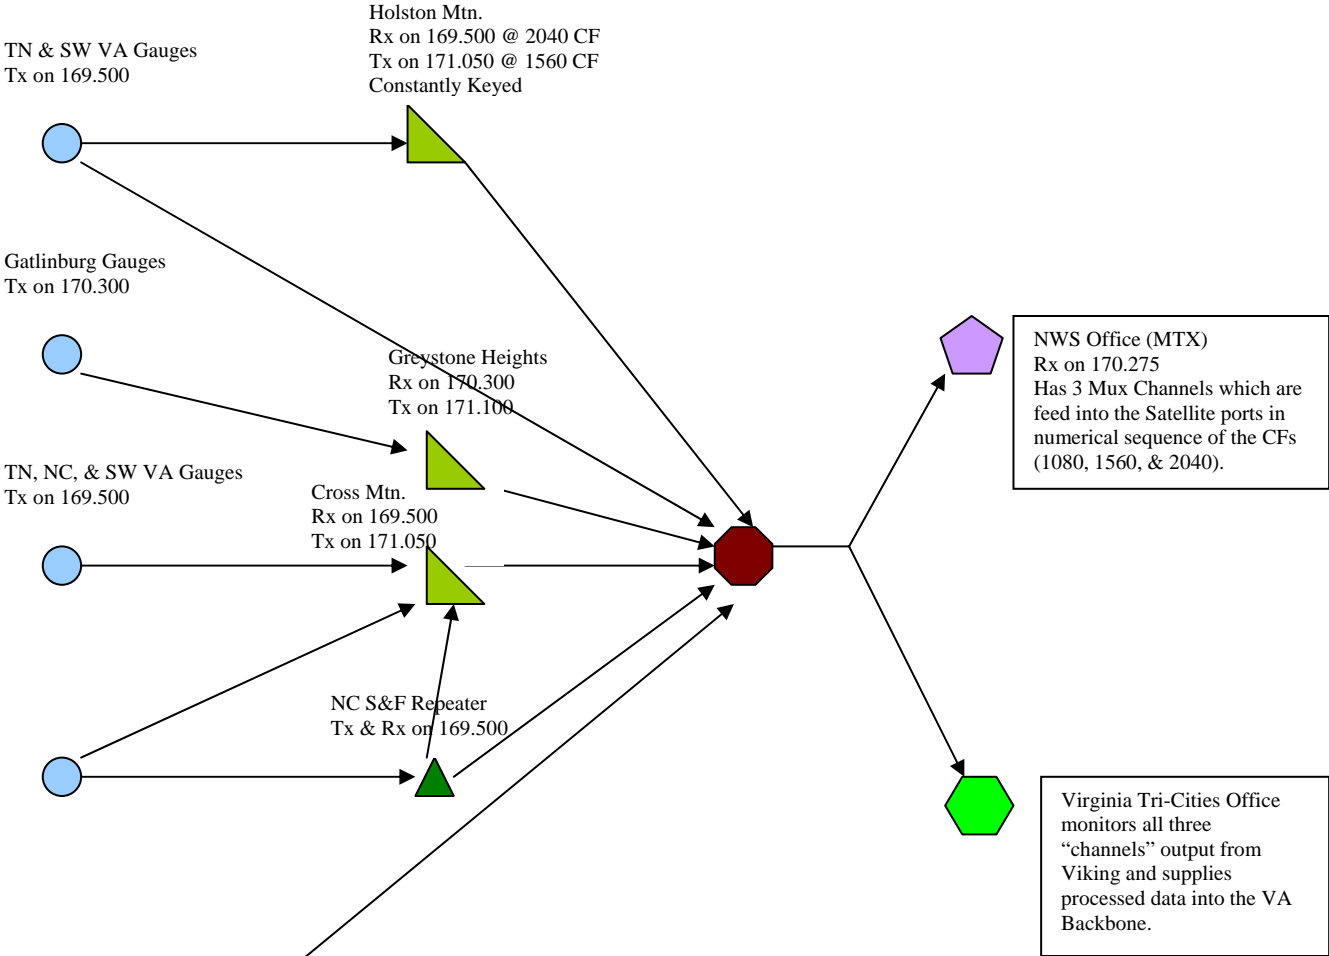 Holston Mtn.
Rx on 169.500 @ 2040 CF
Tx on 171.050 @ 1560 CF
Constantly Keyed
TN & SW VA Gauges
Tx on 169.500
Gatlinburg Gauges
Tx on 170.300
Greystone Heights
Rx on 170.300
Tx on 171.100
NWS Office (MTX)
Rx on 170.275
Has 3 Mux Channels which are
feed into the Satellite ports in
numerical sequence of the CFs
(1080, 1560, & 2040).
TN, NC, & SW VA Gauges
Tx on 169.500
Cross Mtn.
Rx on 169.500
Tx on 171.050
NC S&F Repeater
Tx & Rx on 169.500
Virginia Tri-Cities Office
monitors all three
“channels” output from
Viking and supplies
processed data into the VA
Backbone.